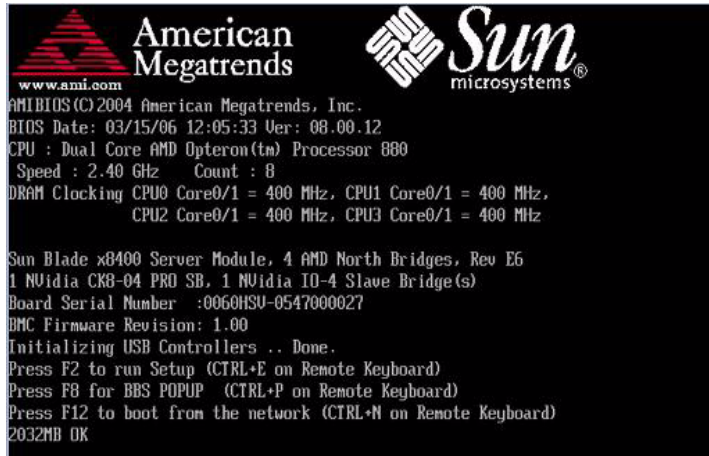 American
Megatrends
www.ami.com
Sun
microsystems®
AMIBIOS(C)2004 American Megatrends, Inc.
BIOS Date: 03/15/06 12:05:33 Ver: 08.00.12
CPU : Dual Core AMD Opteron(tm) Processor 880
Speed : 2.40 GHz    Count : 8
DRAM Clocking CPU0 Core0/1 = 400 MHz, CPU1 Core0/1 = 400 MHz,
CPU2 Core0/1 = 400 MHz, CPU3 Core0/1 = 400 MHz
Sun Blade x8400 Server Module, 4 AMD North Bridges, Rev E6
1 NVidia CK8-04 PRO SB, 1 NVidia IO-4 Slave Bridge(s)
Board Serial Number  :0060HSV-0547000027
BMC Firmware Revision: 1.00
Initializing USB Controllers .. Done.
Press F2 to run Setup (CTRL+E on Remote Keyboard)
Press F8 for BBS POPUP  (CTRL+P on Remote Keyboard)
Press F12 to boot from the network (CTRL+N on Remote Keyboard)
2032MB OK